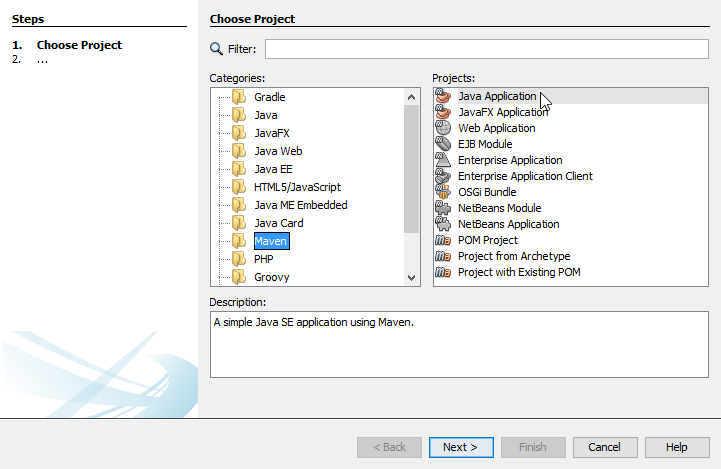 Steps
1. Choose Project
2. ...
Choose Project
Filter:
Categories:
Gradle
Java
JavaFX
Java Web
Java EE
HTML5/JavaScript
Java ME Embedded
Java Card
Maven
PHP
Groovy
Projects:
Java Application
JavaFX Application
Web Application
EJB Module
Enterprise Application
Enterprise Application Client
OSGi Bundle
NetBeans Module
NetBeans Application
POM Project
Project from Archetype
Project with Existing POM
Description:
A simple Java SE application using Maven.
< Back
Next >
Finish
Cancel
Help